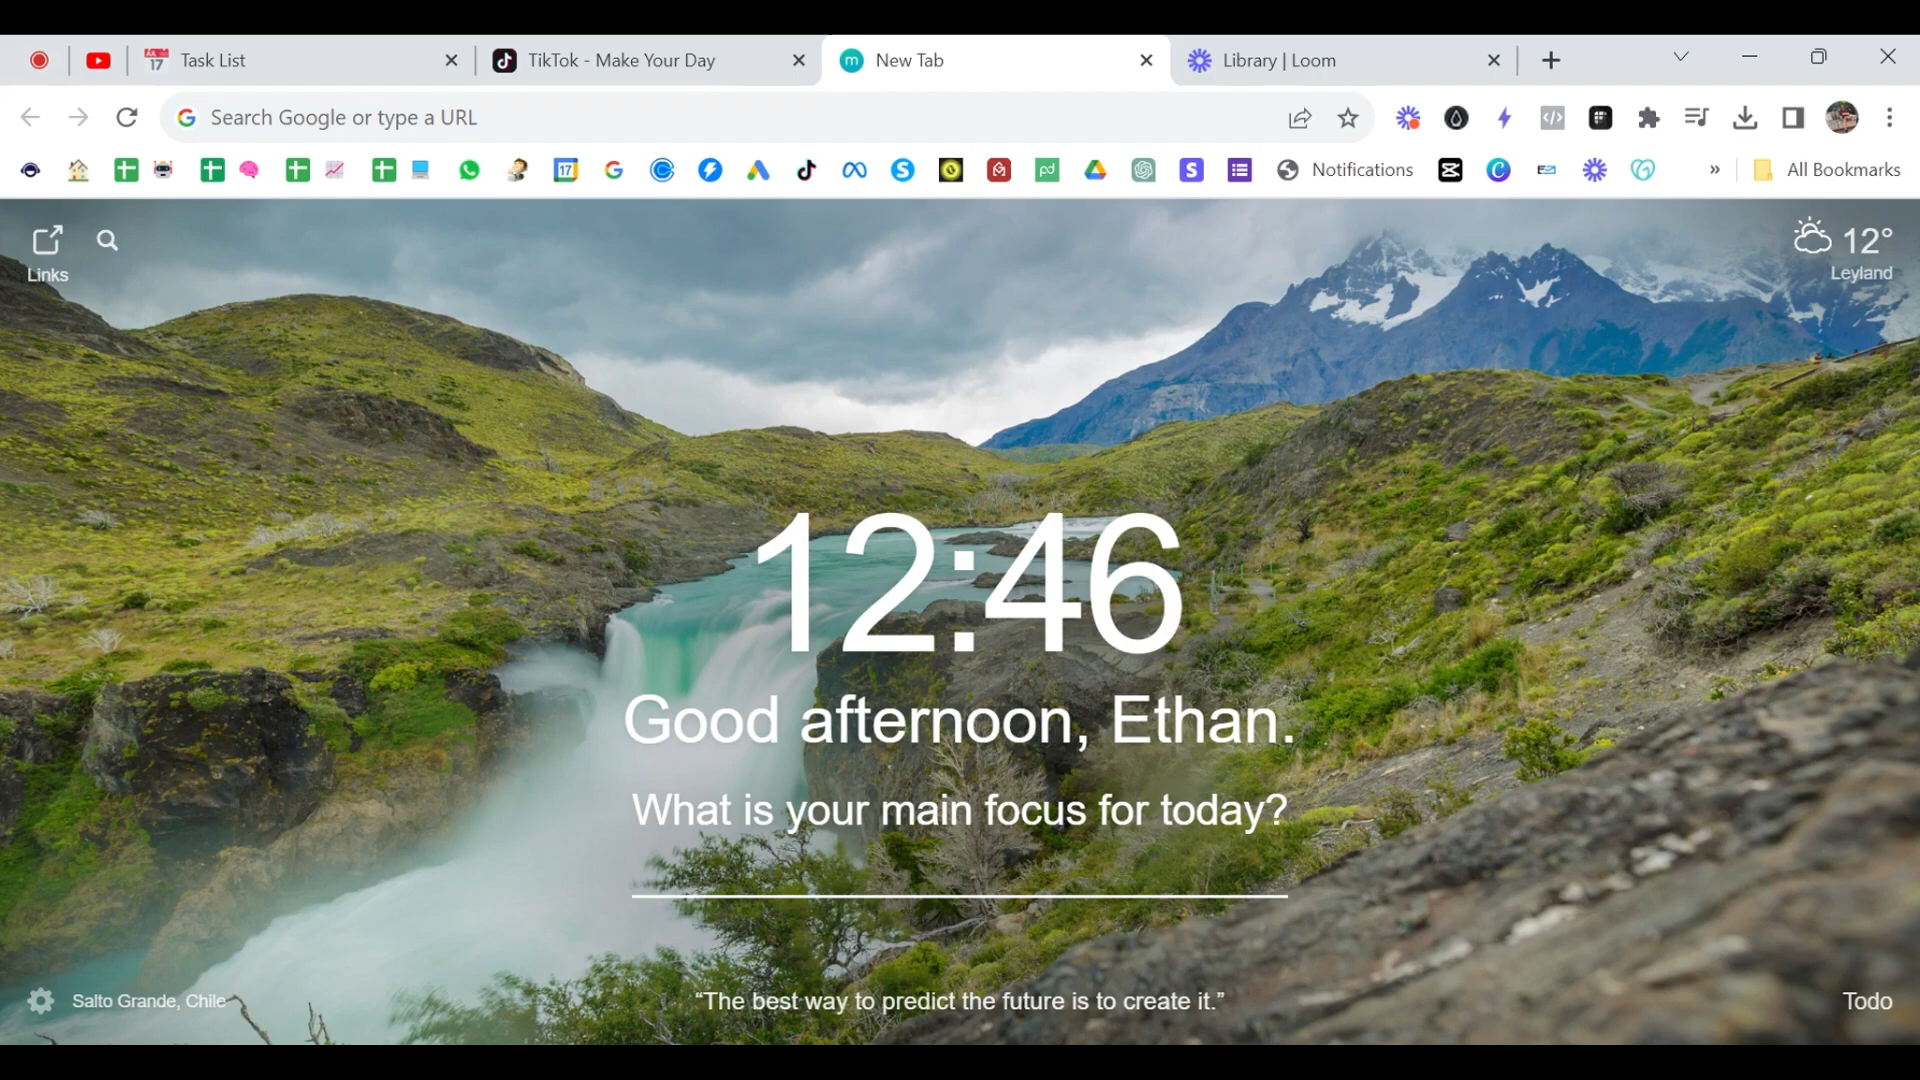 Task List
TikTok - Make Your Day
New Tab
Library | Loom
Search Google or type a URL
Notifications
All Bookmarks
Links
12°
Leyland
12:46
Good afternoon, Ethan.
What is your main focus for today?
Salto Grande, Chile
“The best way to predict the future is to create it.”
Todo